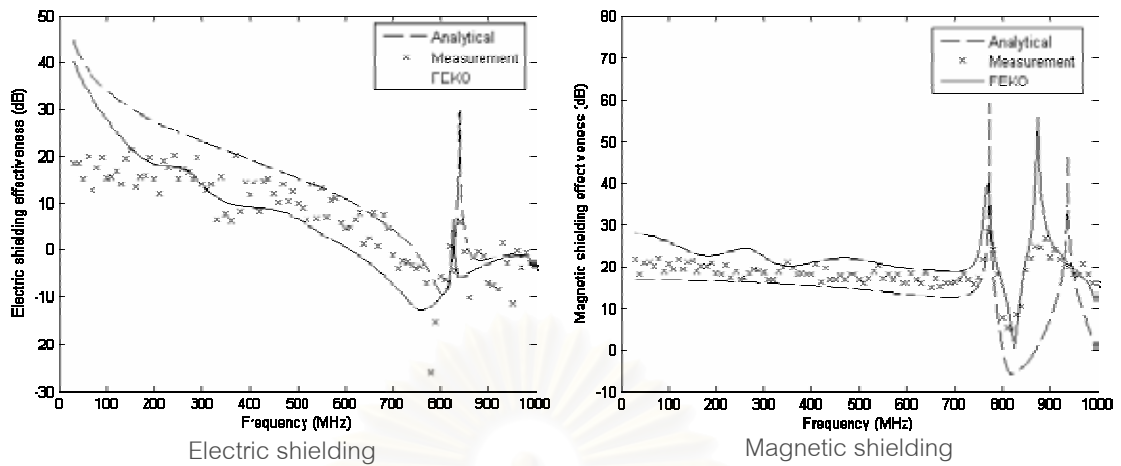 50
40
30
20
10
0
-10
20
-30
Electric shielding effectiveness (dB)
Analytical
Measurement
FEKO
0 100 200 300 400 500 600 700 800 900 1000
Frequency (MHz)
Electric shielding
80
70
60
50
40
30
20
10
0
-10
Magnetic shielding effectiveness (dB)
Analytical
Measurement
FEKO
0 100 200 300 400 500 600 700 800 900 1000
Frequency (MHz)
Magnetic shielding